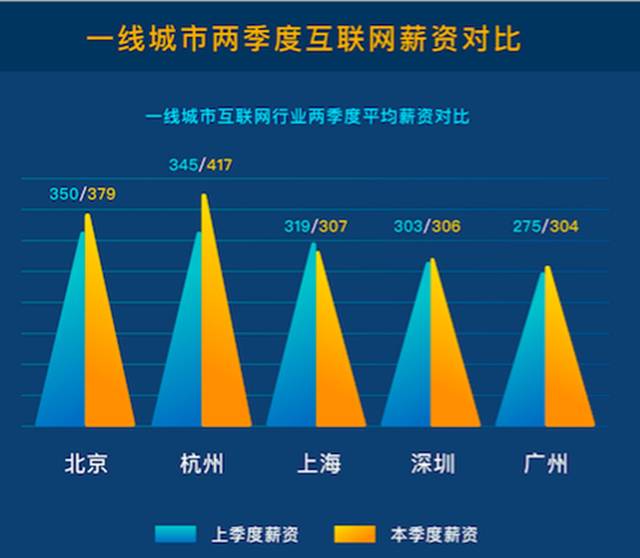 一线城市两季度互联网薪资对比
一线城市互联网行业两季度平均薪资对比
345/417
350/379
319/307
303/306
275/304
北京
杭州
上海
深圳
广州
上季度薪资
本季度薪资